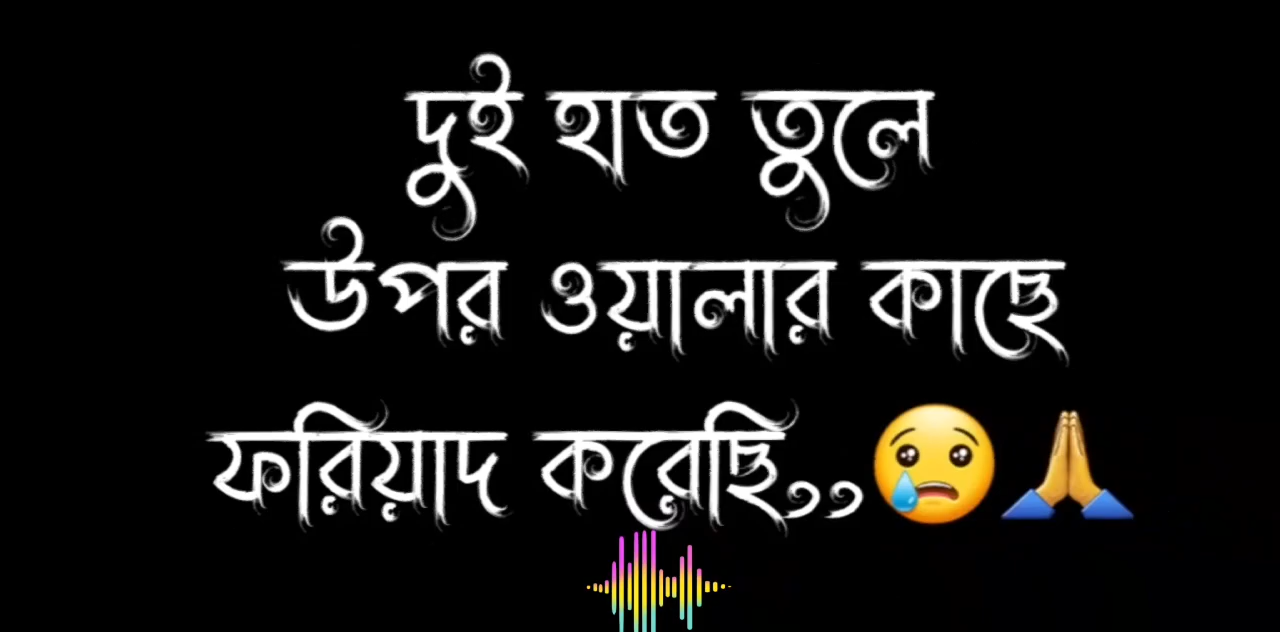 দুই হাত তুলে
উপর ওয়ালার কাছে
ফরিয়াদ করেছি,,😢🙏